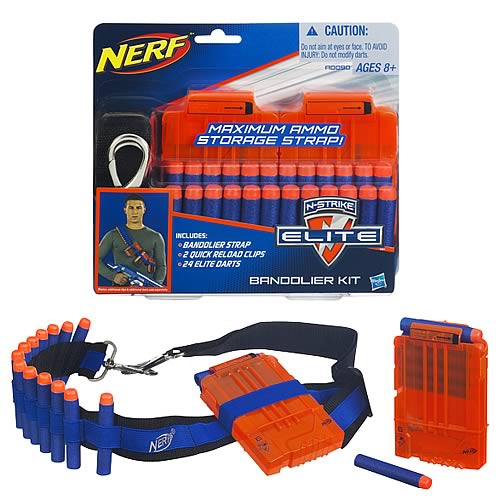 NERF
CAUTION:
Do not aim at eyes or face. TO AVOID
INJURY: Do not modify darts.
A0090 AGES 8+
MAXIMUM AMMO
STORAGE STRAP!
N-STRIKE
ELITE
INCLUDES:
• BANDOLIER STRAP
• 2 QUICK RELOAD CLIPS
• 24 ELITE DARTS
BANDOLIER KIT
Hasbro
NERF
NERF